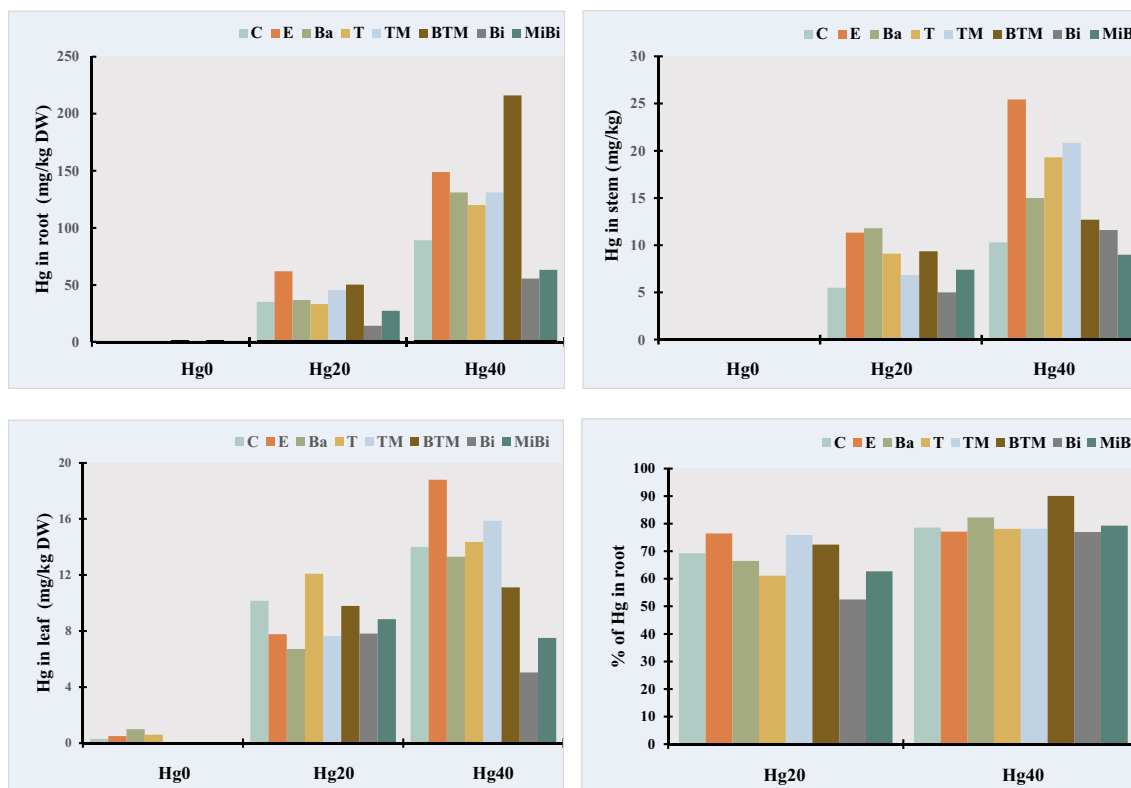 C E Ba T TM BTM Bi MiBi
250
200
150
100
50
0
Hg in root (mg/kg DW)
Hg0 Hg20 Hg40
C E Ba T TM BTM Bi MiB
30
25
20
15
10
5
0
Hg in stem (mg/kg)
Hg0 Hg20 Hg40
C E Ba T TM BTM Bi MiBi
20
16
12
8
4
0
Hg in leaf (mg/kg DW)
Hg0 Hg20 Hg40
C E Ba T TM BTM Bi MiB
100
90
80
70
60
50
40
30
20
10
0
% of Hg in root
Hg20 Hg40